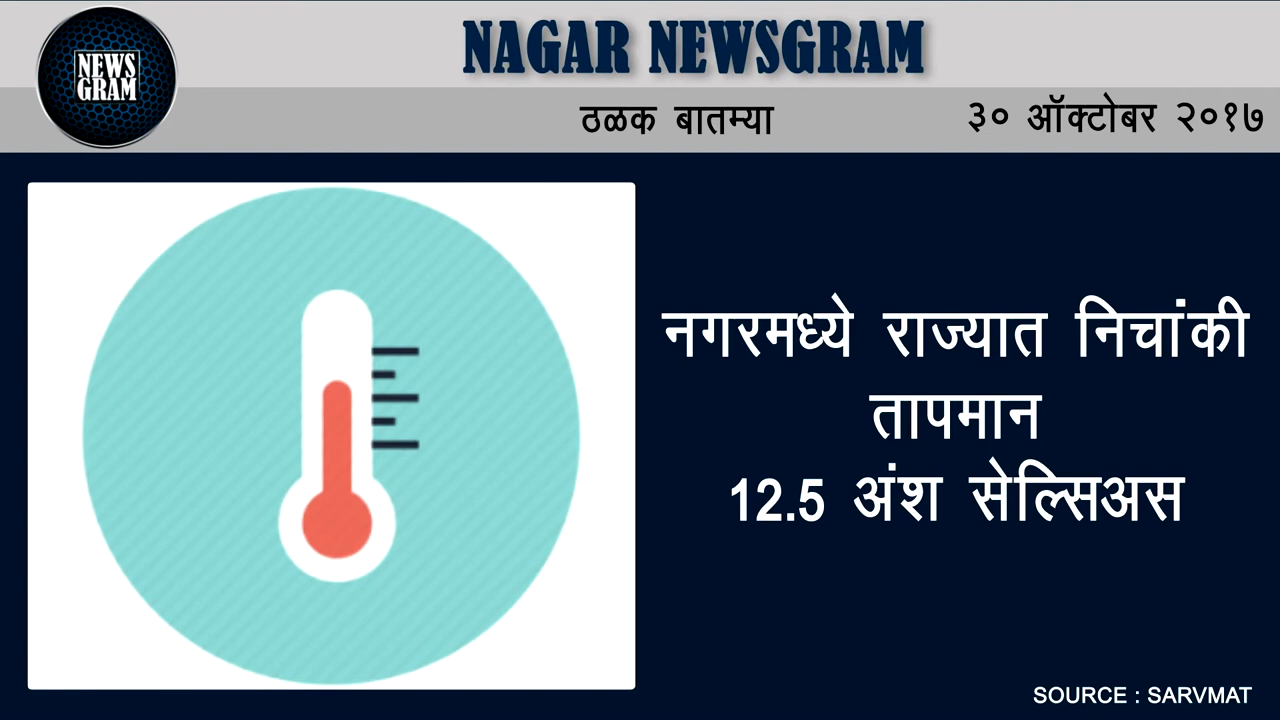 NEWS
GRAM
NAGAR NEWSGRAM
ठळक बातम्या
३० ऑक्टोबर २०१७
नगरमध्ये राज्यात निचांकी
तापमान
12.5 अंश सेल्सिअस
SOURCE : SARVMAT